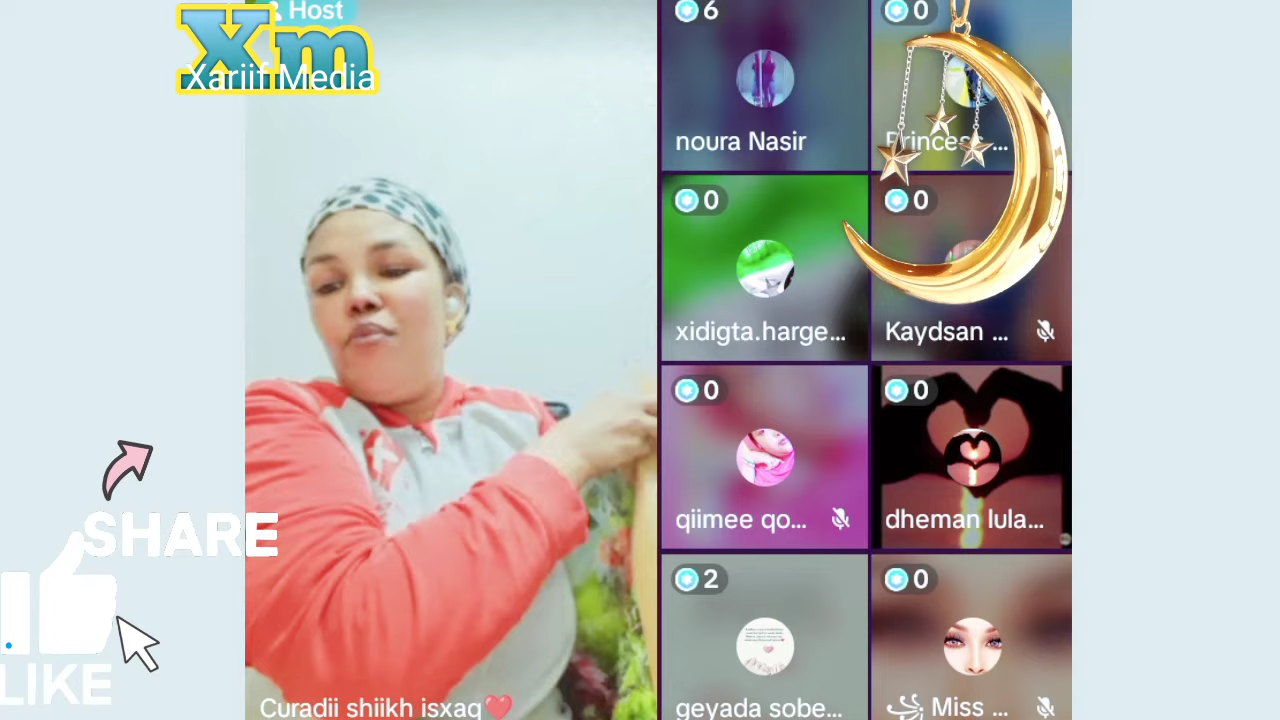 Host
Xm
Xariif Media
6
noura Nasir
0
Princess ...
0
xidigta.harge...
0
Kaydsan ...
0
qiimee qo...
0
dheman lula...
2
geyada sobe...
0
Miss ...
Curadii shiikh isxaq❤️
SHARE
LIKE